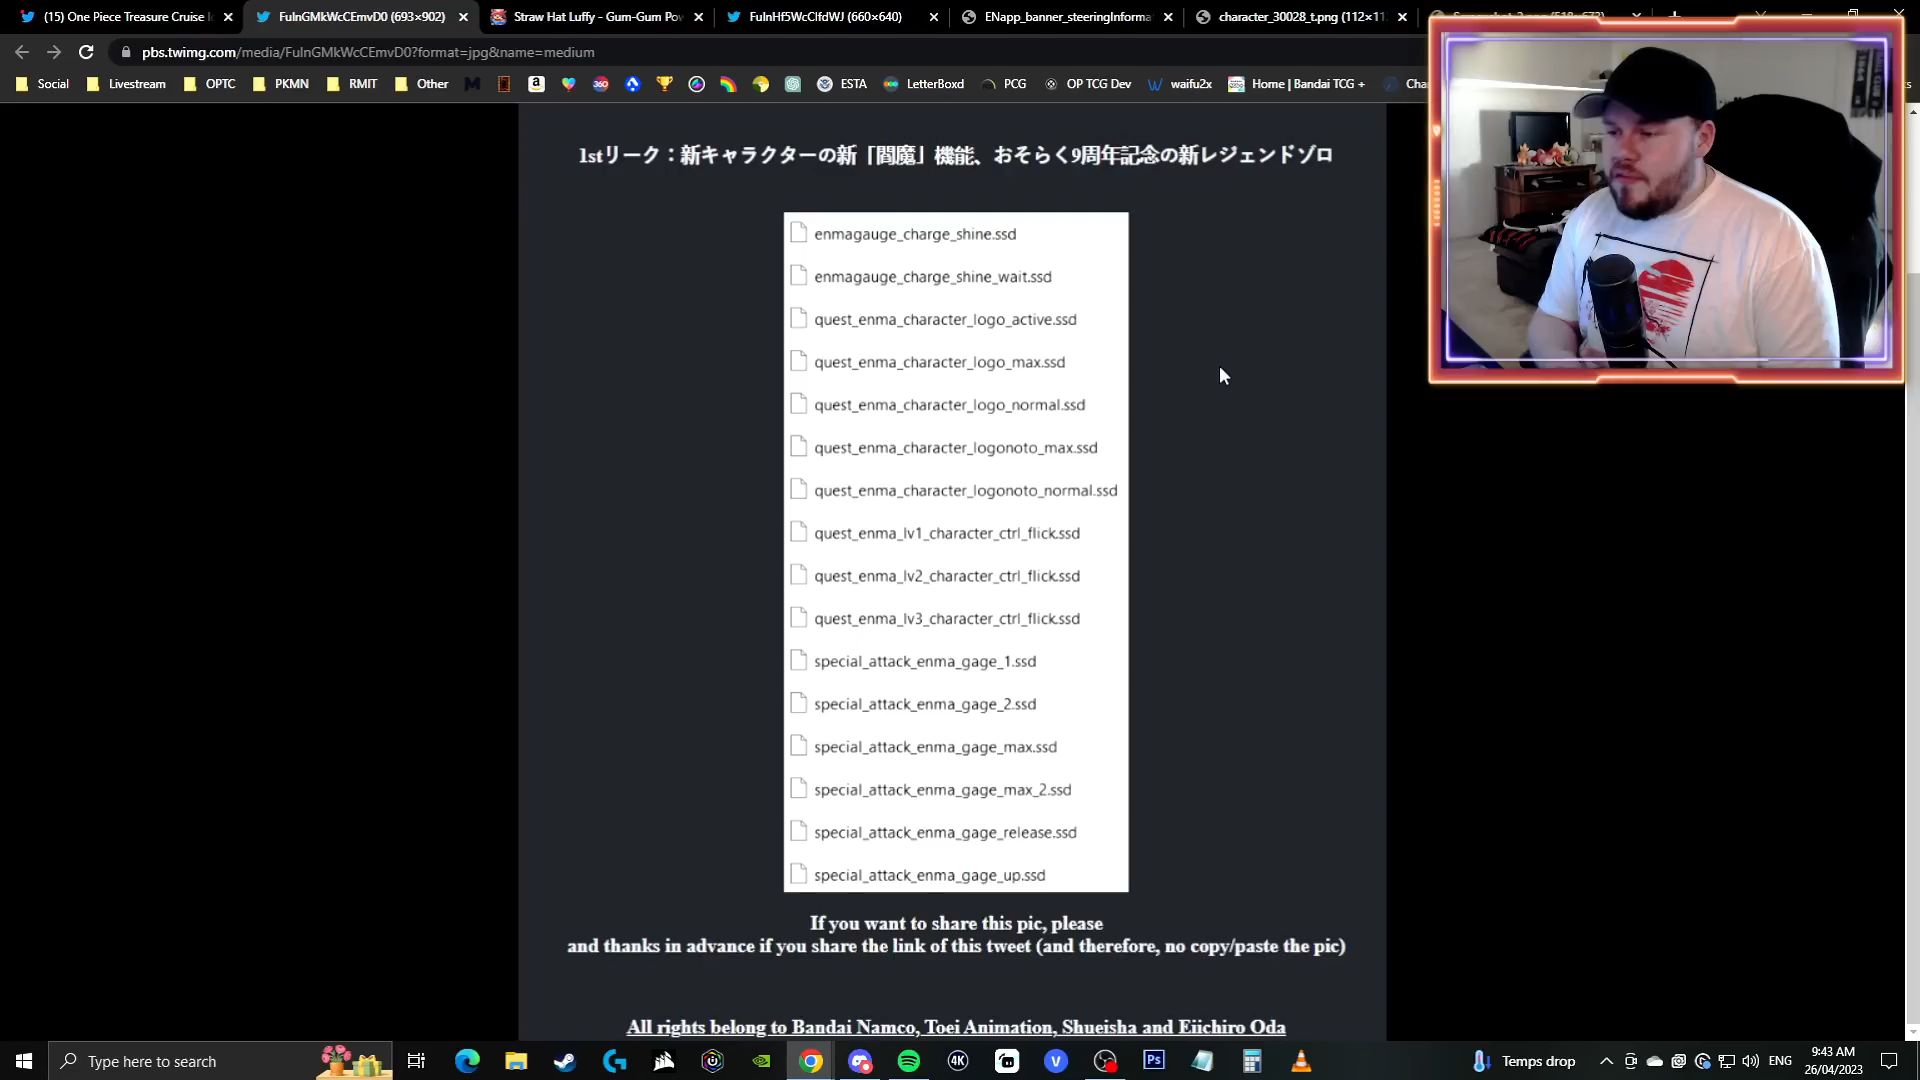 (15) One Piece Treasure Cruise
FulnGMkWcCEmvD0 (693×902)
Straw Hat Luffy - Gum-Gum Po
FulnHf5WcClfdWJ (660×640)
ENapp_banner_steeringInforma
character_30028_t.png (112×11
pbs.twimg.com/media/FulnGMkWcCEmvD0?format=jpg&name=medium
Social
Livestream
OPTC
PKMN
RMIT
Other
ESTA
LetterBoxd
PCG
OP TCG Dev
waifu2x
Home | Bandai TCG +
1stリーク：新キャラクターの新「閻魔」機能、おそらく9周年記念の新レジェンドゾロ
enmagauge_charge_shine.ssd
enmagauge_charge_shine_wait.ssd
quest_enma_character_logo_active.ssd
quest_enma_character_logo_max.ssd
quest_enma_character_logo_normal.ssd
quest_enma_character_logonoto_max.ssd
quest_enma_character_logonoto_normal.ssd
quest_enma_lv1_character_ctrl_flick.ssd
quest_enma_lv2_character_ctrl_flick.ssd
quest_enma_lv3_character_ctrl_flick.ssd
special_attack_enma_gage_1.ssd
special_attack_enma_gage_2.ssd
special_attack_enma_gage_max.ssd
special_attack_enma_gage_max_2.ssd
special_attack_enma_gage_release.ssd
special_attack_enma_gage_up.ssd
If you want to share this pic, please
and thanks in advance if you share the link of this tweet (and therefore, no copy/paste the pic)
All rights belong to Bandai Namco, Toei Animation, Shueisha and Eiichiro Oda
Type here to search
4K
Ps
Temps drop
ENG
9:43 AM
26/04/2023